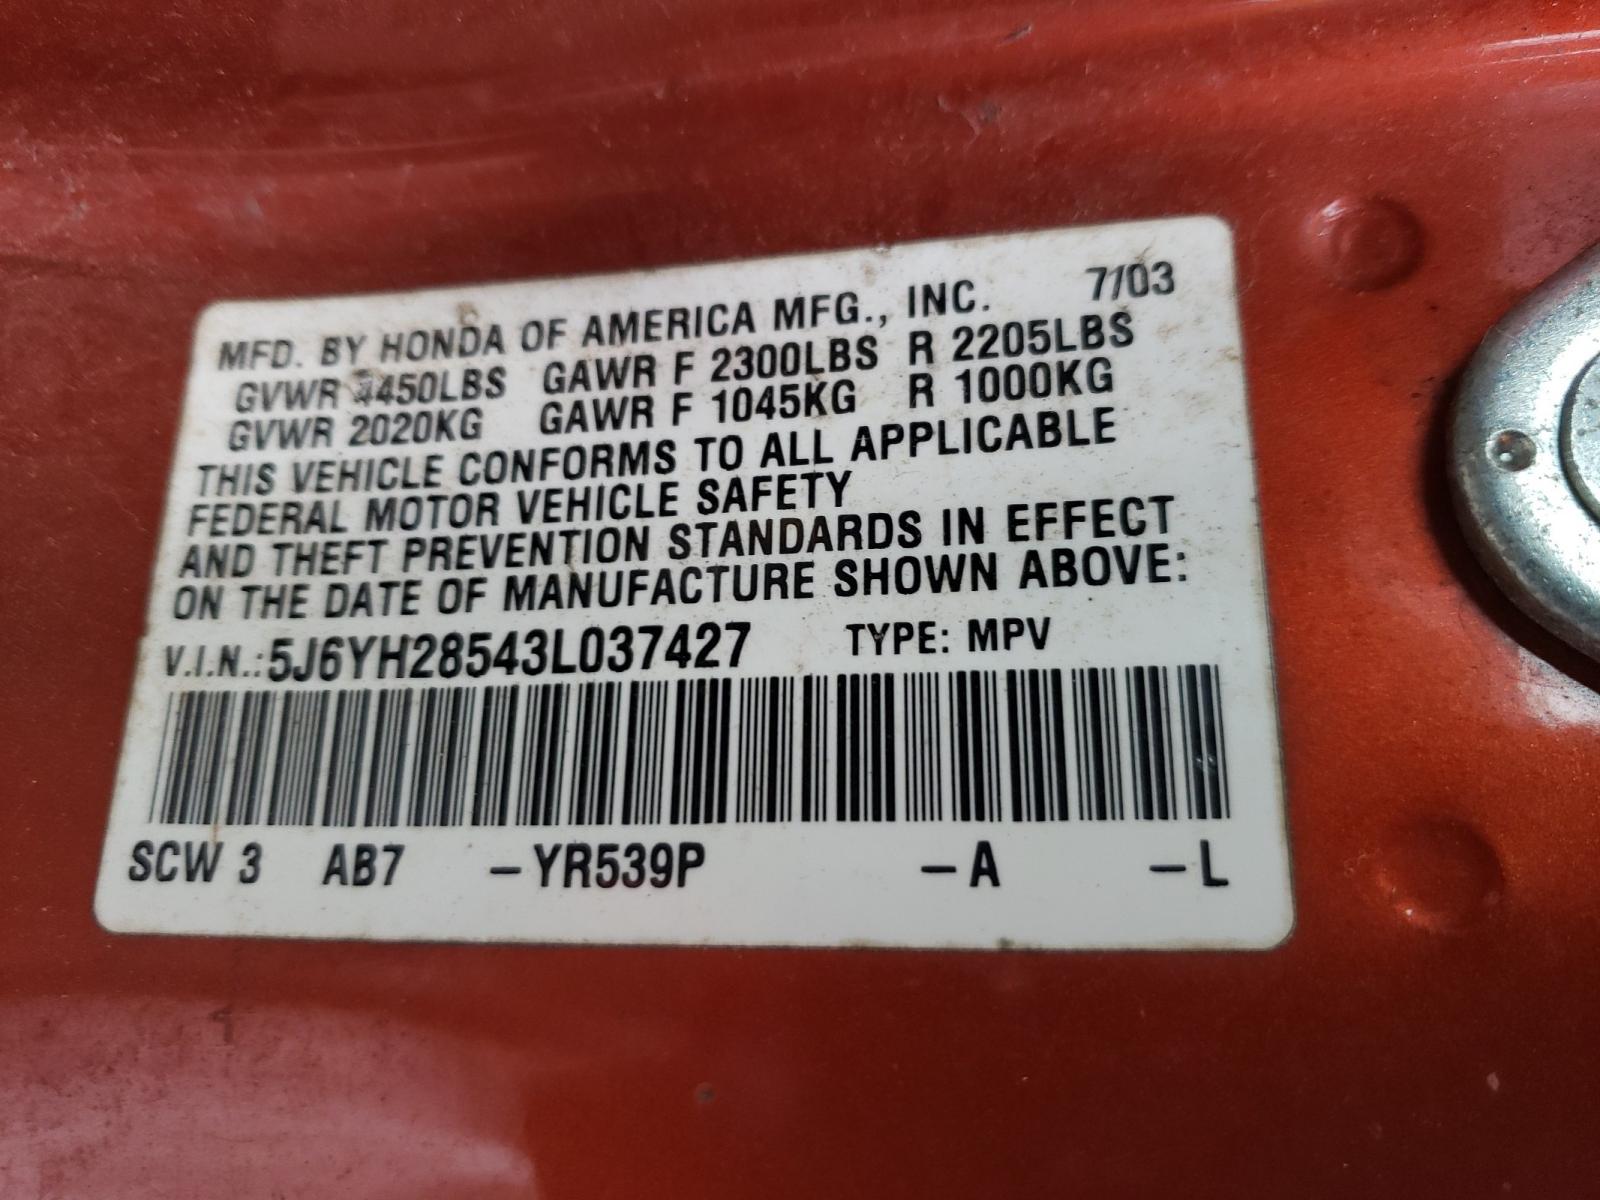 MFD. BY HONDA OF AMERICA MFG., INC. 7/03
GVWR 4450LBS GAWR F 2300LBS R 2205LBS
GVWR 2020KG GAWR F 1045KG R 1000KG
THIS VEHICLE CONFORMS TO ALL APPLICABLE
FEDERAL MOTOR VEHICLE SAFETY
AND THEFT PREVENTION STANDARDS IN EFFECT
ON THE DATE OF MANUFACTURE SHOWN ABOVE:
V.I.N.: 5J6YH28543L037427 TYPE: MPV
SCW 3 AB7 –YR539P –A –L